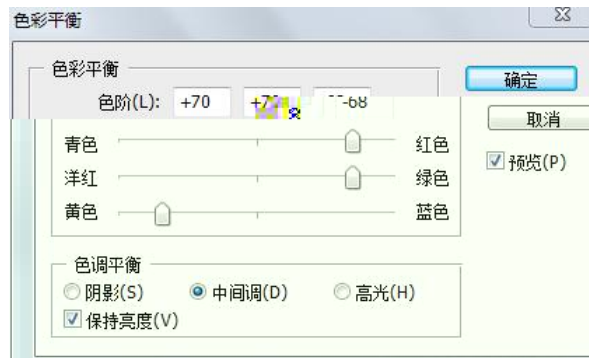 色彩平衡
色彩平衡
色阶(L): +70
确定
取消
青色 红色
预览(P)
洋红 绿色
黄色 蓝色
色调平衡
阴影(S) 中间调(D) 高光(H)
保持亮度(V)